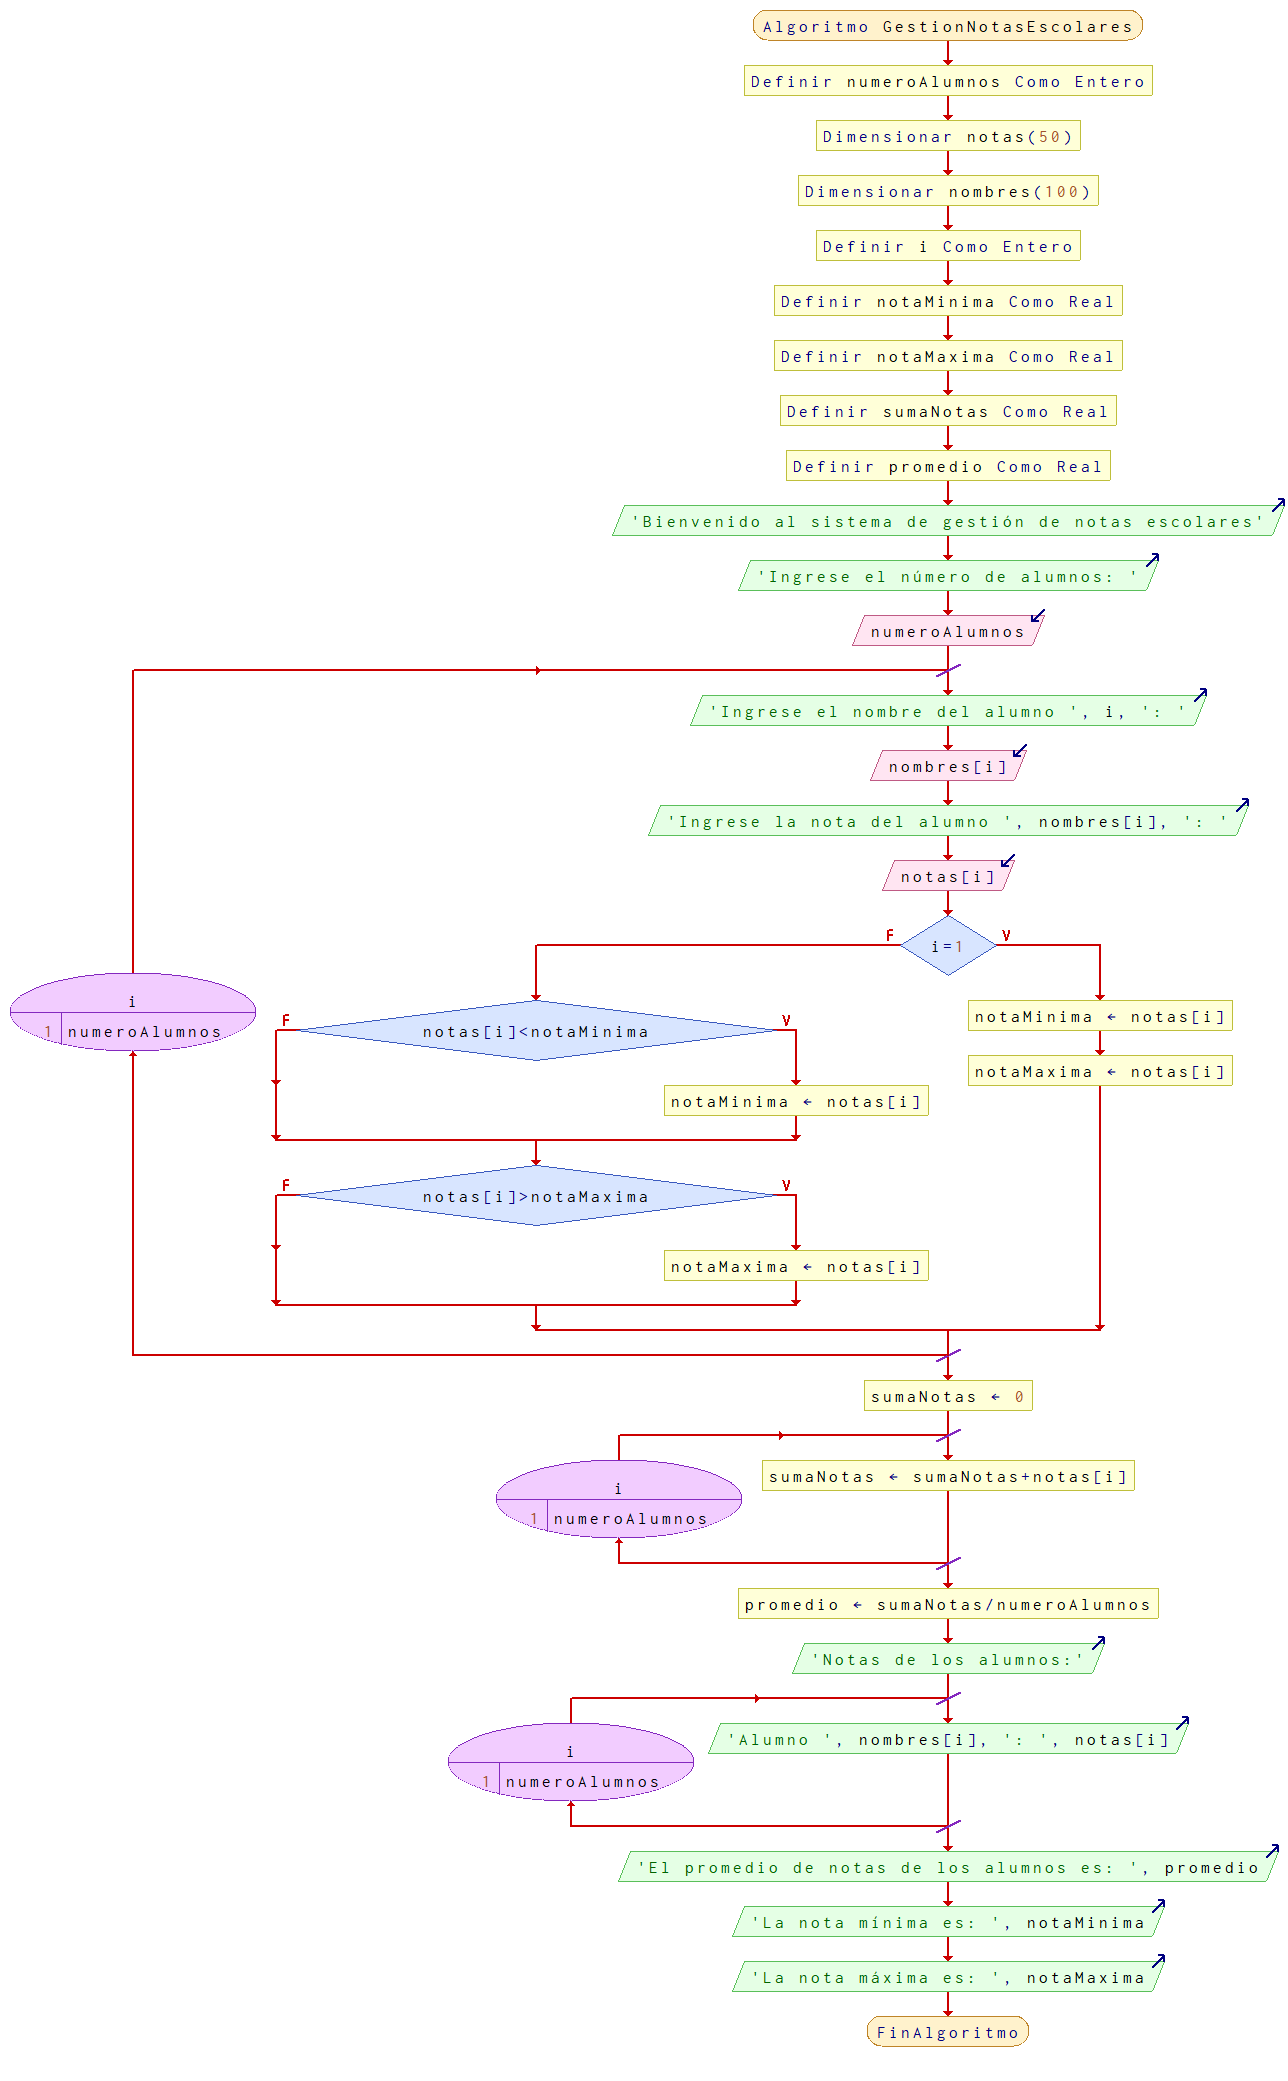 Algoritmo GestionNotasEscolares
Definir numeroAlumnos Como Entero
Dimensionar notas(50)
Dimensionar nombres(100)
Definir i Como Entero
Definir notaMinima Como Real
Definir notaMaxima Como Real
Definir sumaNotas Como Real
Definir promedio Como Real
'Bienvenido al sistema de gestión de notas escolares'
'Ingrese el número de alumnos: '
numeroAlumnos
'Ingrese el nombre del alumno ', i, ': '
nombres[i]
'Ingrese la nota del alumno ', nombres[i], ': '
notas[i]
F
V
i=1
i
1 numeroAlumnos
F
V
notas[i]<notaMinima
notaMinima ← notas[i]
notaMaxima ← notas[i]
notaMinima ← notas[i]
F
V
notas[i]>notaMaxima
notaMaxima ← notas[i]
sumaNotas ← 0
i
1 numeroAlumnos
sumaNotas ← sumaNotas+notas[i]
promedio ← sumaNotas/numeroAlumnos
'Notas de los alumnos:'
i
1 numeroAlumnos
'Alumno ', nombres[i], ': ', notas[i]
'El promedio de notas de los alumnos es: ', promedio
'La nota mínima es: ', notaMinima
'La nota máxima es: ', notaMaxima
FinAlgoritmo